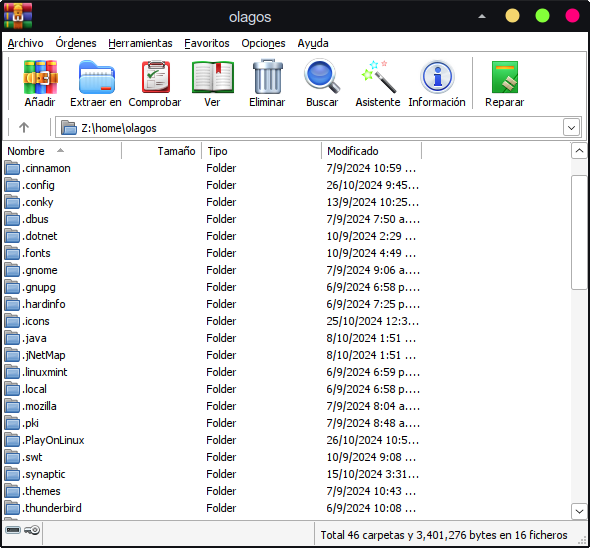 olagos
Archivo Órdenes Herramientas Favoritos Opciones Ayuda
Añadir Extraer en Comprobar Ver Eliminar Buscar Asistente Información Reparar
Z:\home\olagos
Nombre Tamaño Tipo Modificado
.cinnamon Folder 7/9/2024 10:59 ...
.config Folder 26/10/2024 9:45...
.conky Folder 13/9/2024 10:25...
.dbus Folder 7/9/2024 7:50 a....
.dotnet Folder 10/9/2024 2:29 ...
.fonts Folder 10/9/2024 4:49 ...
.gnome Folder 7/9/2024 9:06 a....
.gnupg Folder 6/9/2024 6:58 p....
.hardinfo Folder 6/9/2024 7:25 p....
.icons Folder 25/10/2024 12:3...
.java Folder 8/10/2024 1:51 ...
.jNetMap Folder 8/10/2024 1:51 ...
.linuxmint Folder 6/9/2024 6:59 p....
.local Folder 6/9/2024 6:58 p....
.mozilla Folder 7/9/2024 8:04 a....
.pki Folder 7/9/2024 8:48 a....
.PlayOnLinux Folder 26/10/2024 10:5...
.swt Folder 10/9/2024 9:08 ...
.synaptic Folder 15/10/2024 3:31...
.themes Folder 7/9/2024 10:43 ...
.thunderbird Folder 6/9/2024 10:08 ...
Total 46 carpetas y 3,401,276 bytes en 16 ficheros